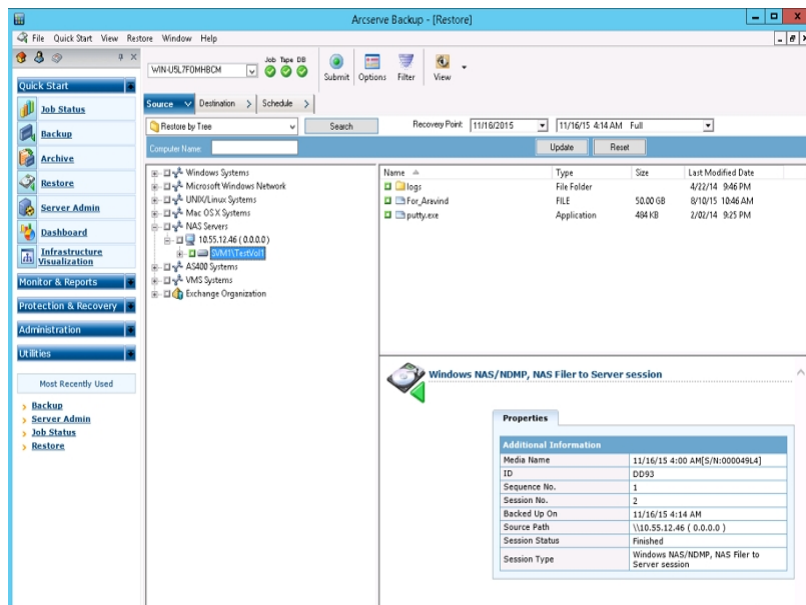 Arcserve Backup - [Restore]
File Quick Start View Restore Window Help
WIN-U5L7F0MH8CM
Job Tape DB
Submit Options Filter View
Quick Start
Job Status
Backup
Archive
Restore
Server Admin
Dashboard
Infrastructure
Visualization
Monitor & Reports
Protection & Recovery
Administration
Utilities
Most Recently Used
Backup
Server Admin
Job Status
Restore
Source Destination Schedule
Restore by Tree Search Recovery Point: 11/16/2015 11/16/15 4:14 AM Full
Computer Name: Update Reset
Windows Systems
Microsoft Windows Network
UNIX/Linux Systems
Mac OS X Systems
NAS Servers
10.55.12.46 ( 0.0.0.0 )
SVM1\TestVol1
AS400 Systems
VMS Systems
Exchange Organization
Name Type Size Last Modified Date
logs File Folder 4/22/14 9:46 PM
For_Aravind FILE 50.00 GB 8/10/15 10:46 AM
putty.exe Application 484 KB 2/02/14 9:25 PM
Windows NAS/NDMP, NAS Filer to Server session
Properties
Additional Information
Media Name 11/16/15 4:00 AM[S/N:000049L4]
ID DD93
Sequence No. 1
Session No. 2
Backed Up On 11/16/15 4:14 AM
Source Path \\10.55.12.46 ( 0.0.0.0 )
Session Status Finished
Session Type Windows NAS/NDMP, NAS Filer to
Server session